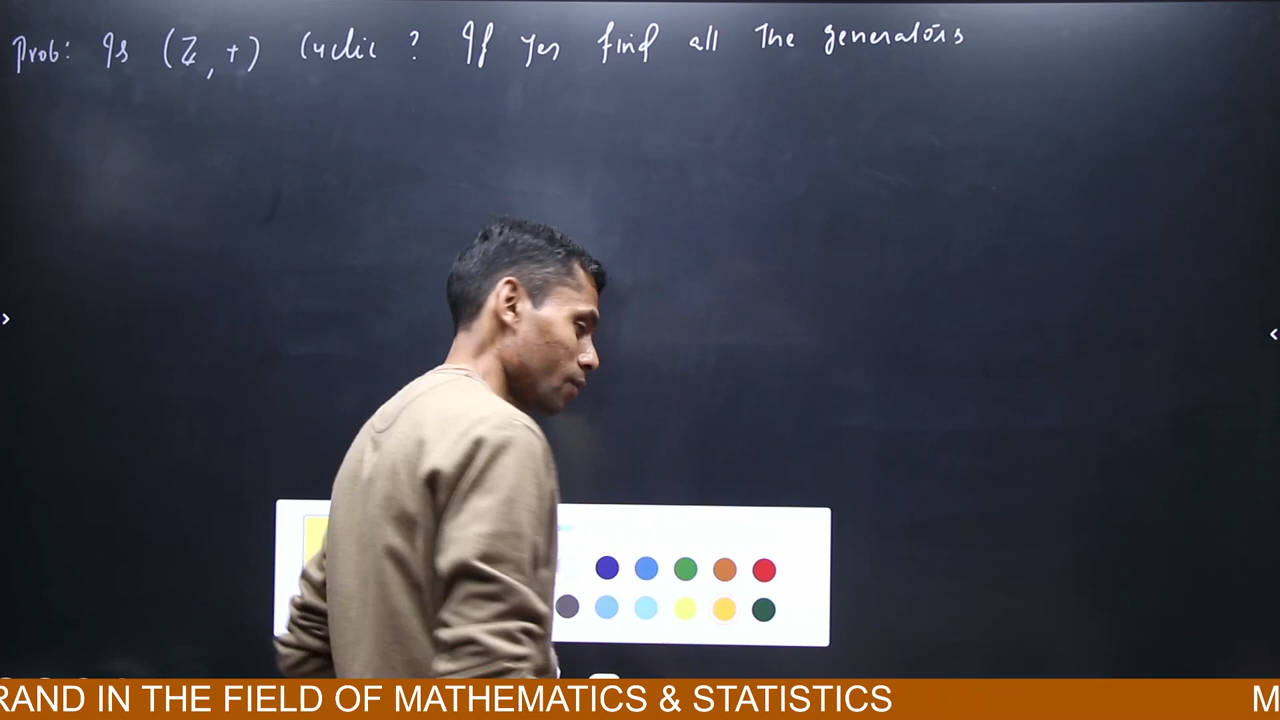 Prob: Is (Z, +) Cyclic ? If yes find all the generators
RAND IN THE FIELD OF MATHEMATICS & STATISTICS M